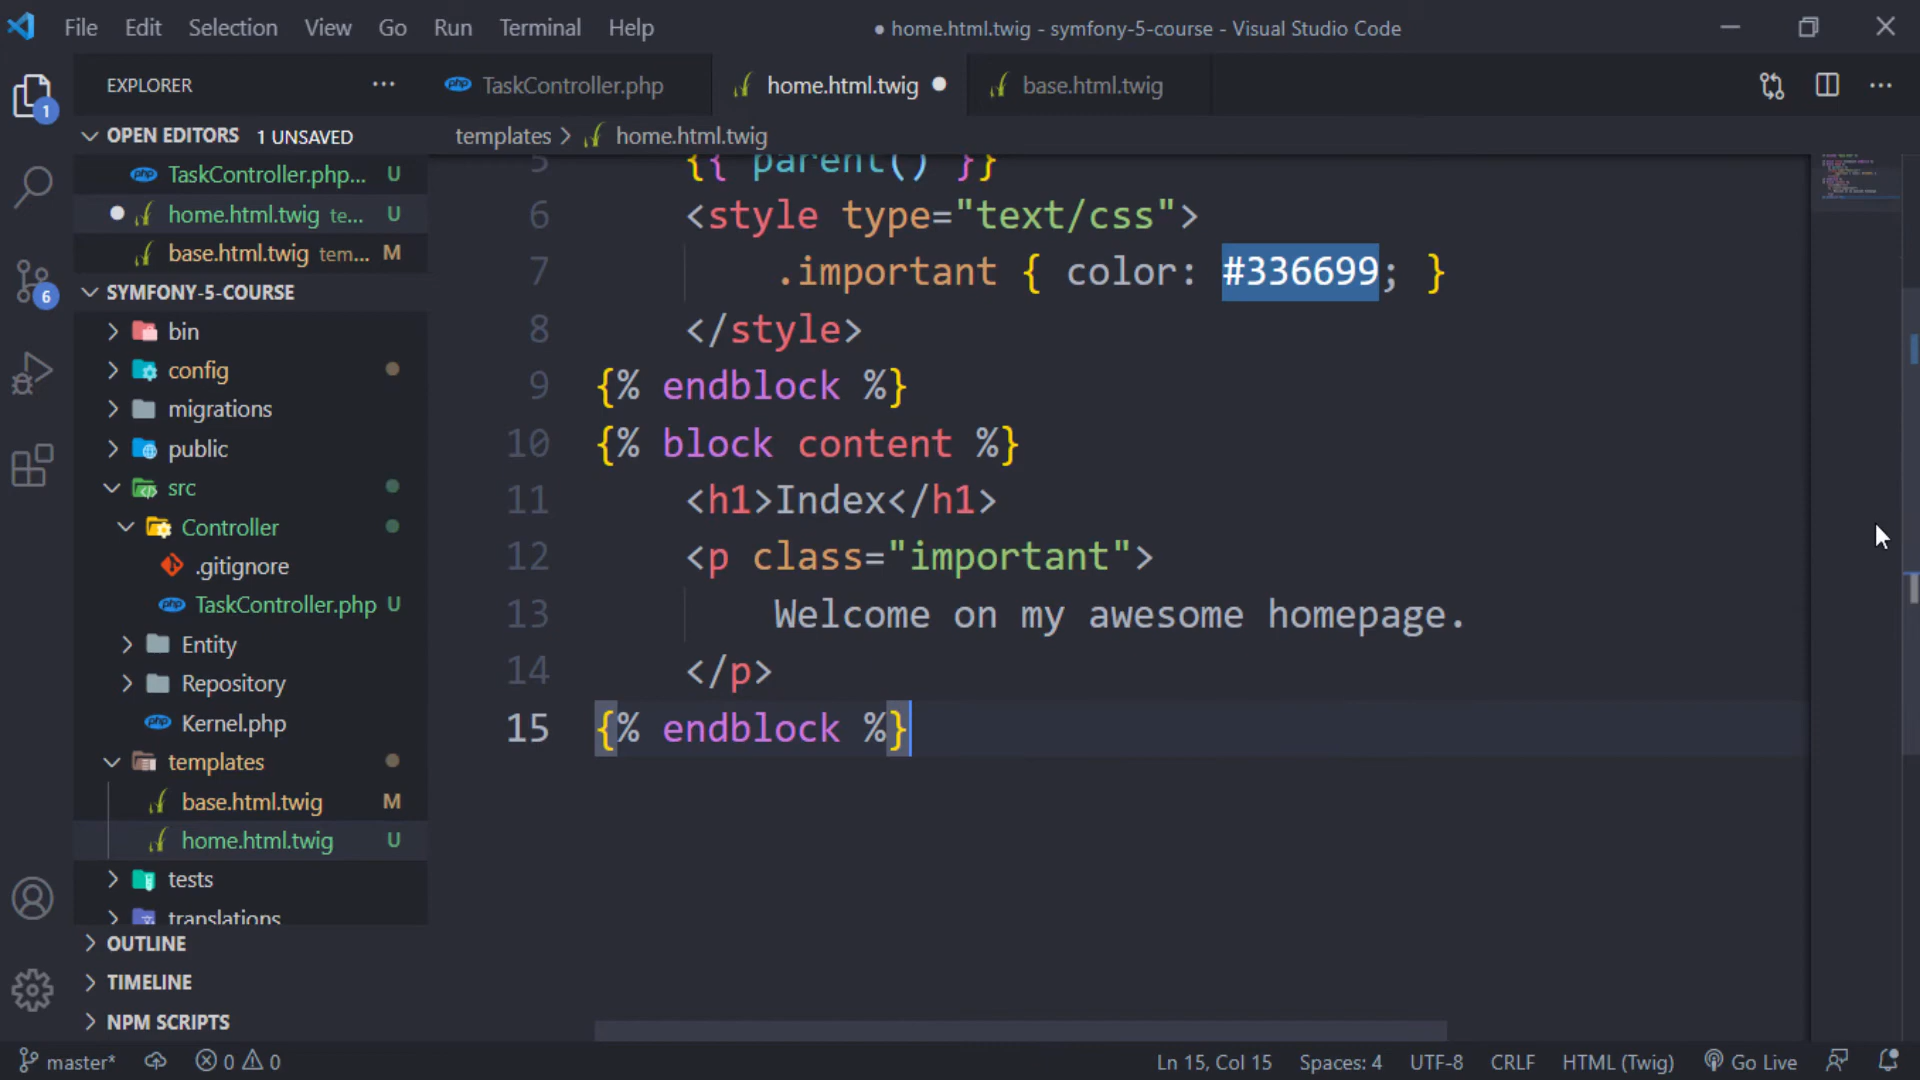 File Edit Selection View Go Run Terminal Help
● home.html.twig - symfony-5-course - Visual Studio Code
1
6
EXPLORER ...
OPEN EDITORS 1 UNSAVED
TaskController.php... U
home.html.twig te... U
base.html.twig tem... M
SYMFONY-5-COURSE
bin
config
migrations
public
src
Controller
.gitignore
TaskController.php U
Entity
Repository
Kernel.php
templates
base.html.twig M
home.html.twig U
tests
translations
OUTLINE
TIMELINE
NPM SCRIPTS
TaskController.php home.html.twig ● base.html.twig ...
templates > home.html.twig
5 {{ parent() }}
6 <style type="text/css">
7 .important { color: #336699; }
8 </style>
9 {% endblock %}
10 {% block content %}
11 <h1>Index</h1>
12 <p class="important">
13 Welcome on my awesome homepage.
14 </p>
15 {% endblock %}
master* 0 0 Ln 15, Col 15 Spaces: 4 UTF-8 CRLF HTML (Twig) Go Live